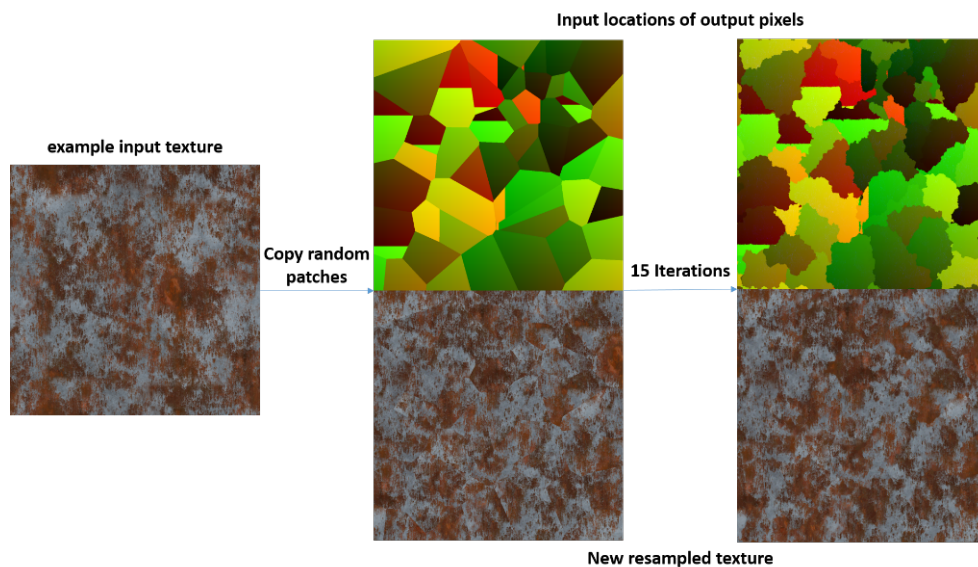 Input locations of output pixels
example input texture
Copy random
patches
15 Iterations
New resampled texture